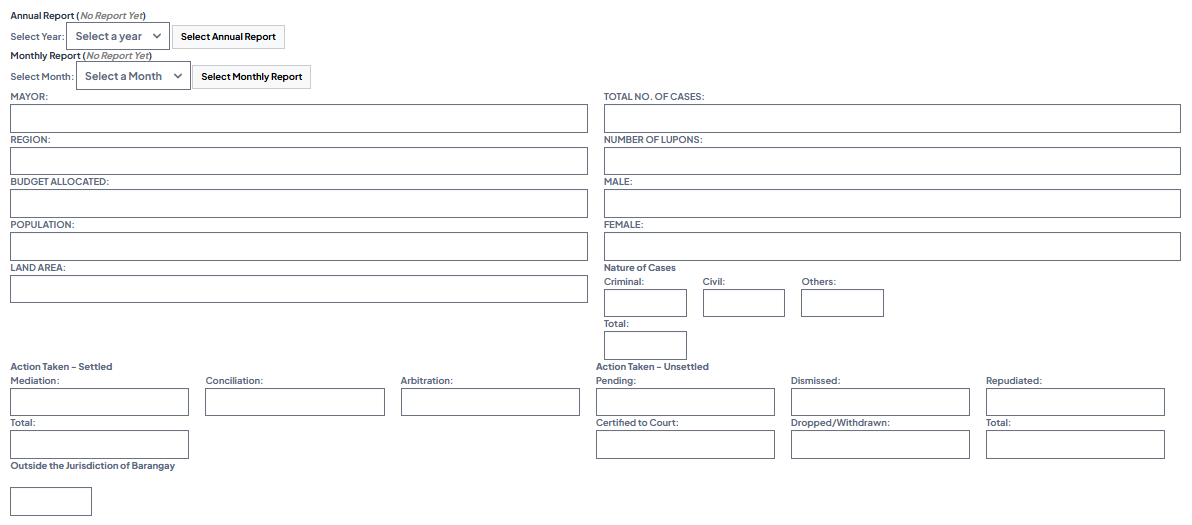 Annual Report (No Report Yet)
Select Year: Select a year Select Annual Report
Monthly Report (No Report Yet)
Select Month: Select a Month Select Monthly Report
MAYOR:
REGION:
BUDGET ALLOCATED:
POPULATION:
LAND AREA:
TOTAL NO. OF CASES:
NUMBER OF LUPONS:
MALE:
FEMALE:
Nature of Cases
Criminal: Civil: Others:
Total:
Action Taken – Settled
Mediation: Conciliation: Arbitration:
Total:
Action Taken – Unsettled
Pending: Dismissed: Repudiated:
Certified to Court: Dropped/Withdrawn: Total:
Outside the Jurisdiction of Barangay